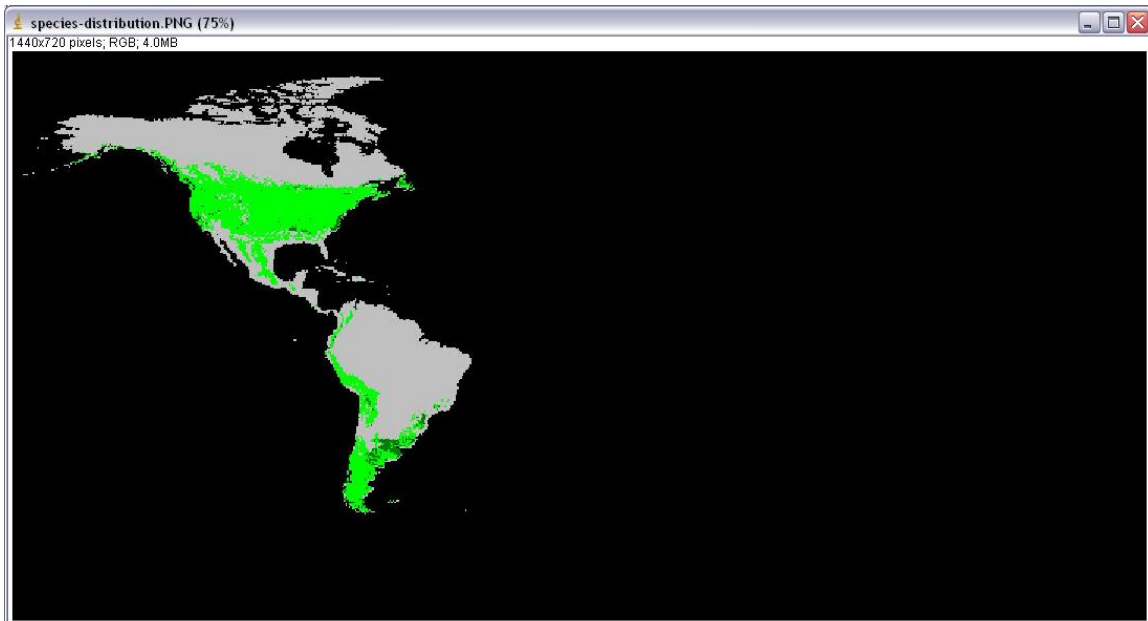 species-distribution.PNG (75%)
1440x720 pixels; RGB; 4.0MB